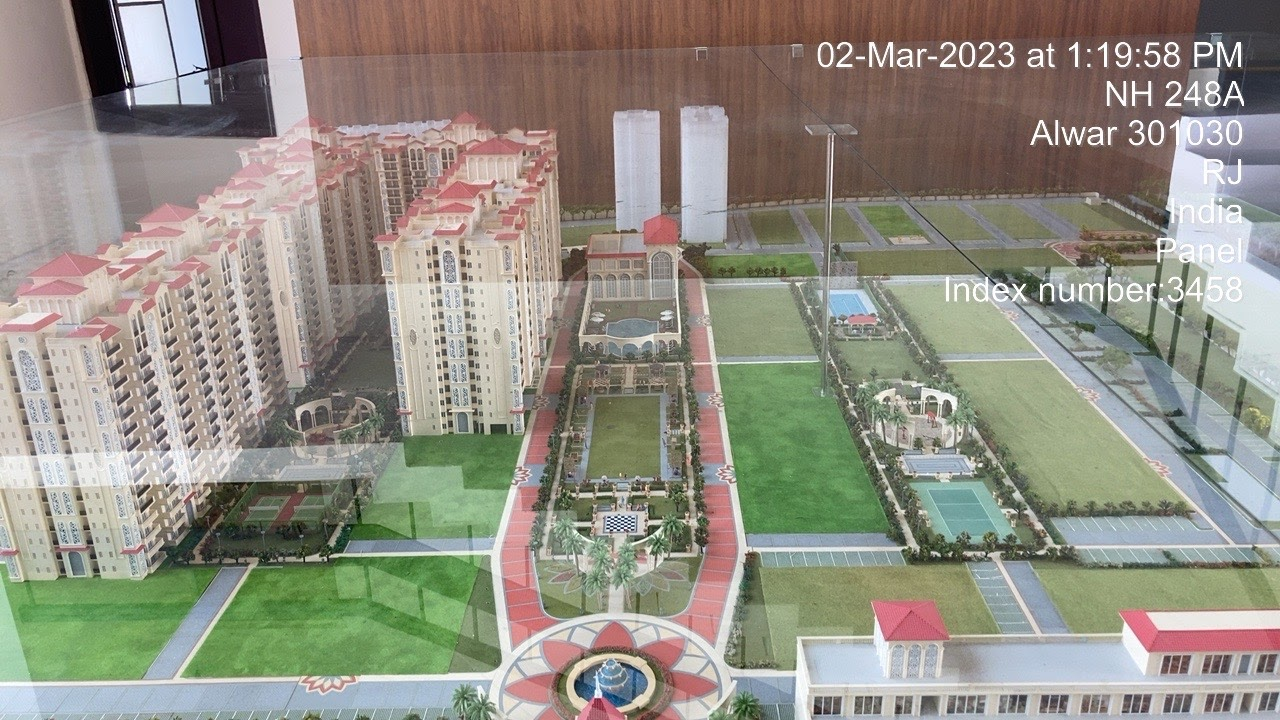 02-Mar-2023 at 1:19:58 PM
NH 248A
Alwar 301030
RJ
India
Panel
Index number:3458